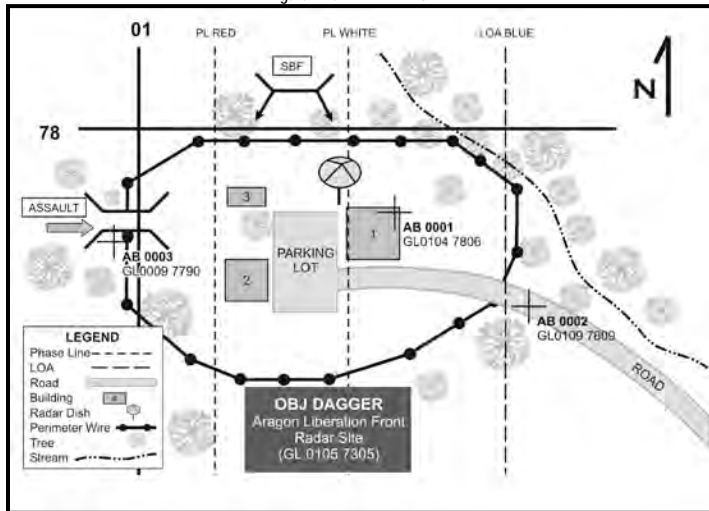 01
PL RED
PL WHITE
LOA BLUE
SBF
N
78
3
ASSAULT
1
AB 0001
GL0104 7806
AB 0003
GL0009 7790
PARKING
LOT
2
AB 0002
GL0109 7809
LEGEND
Phase Line
LOA
Road
Building
#
Radar Dish
Perimeter Wire
Tree
Stream
OBJ DAGGER
Aragon Liberation Front
Radar Site
(GL 0105 7305)
ROAD